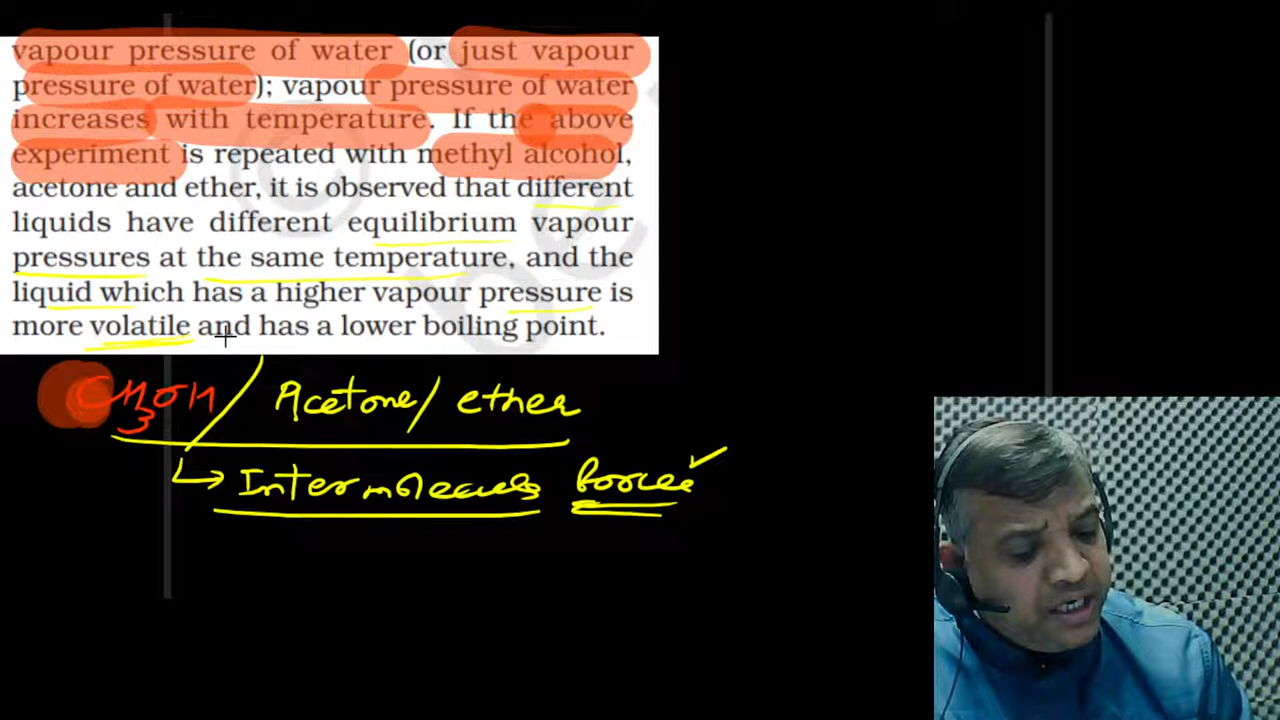 vapour pressure of water (or just vapour
pressure of water); vapour pressure of water
increases with temperature. If the above
experiment is repeated with methyl alcohol,
acetone and ether, it is observed that different
liquids have different equilibrium vapour
pressures at the same temperature, and the
liquid which has a higher vapour pressure is
more volatile and has a lower boiling point.
CH3OH / Acetone / ether